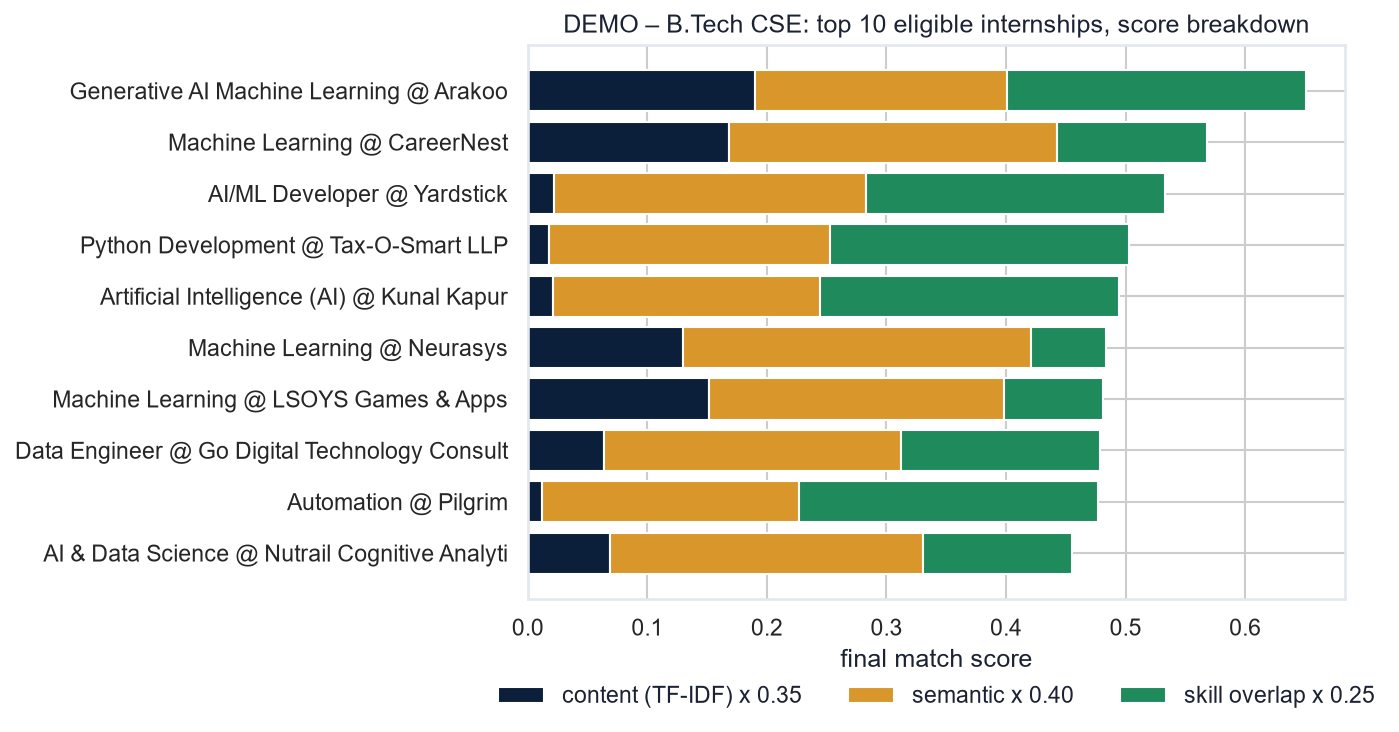 DEMO – B.Tech CSE: top 10 eligible internships, score breakdown
Generative AI Machine Learning @ Arakoo
Machine Learning @ CareerNest
AI/ML Developer @ Yardstick
Python Development @ Tax-O-Smart LLP
Artificial Intelligence (AI) @ Kunal Kapur
Machine Learning @ Neurasys
Machine Learning @ LSOYS Games & Apps
Data Engineer @ Go Digital Technology Consult
Automation @ Pilgrim
AI & Data Science @ Nutrail Cognitive Analyti
0.0 0.1 0.2 0.3 0.4 0.5 0.6
final match score
content (TF-IDF) x 0.35 semantic x 0.40 skill overlap x 0.25